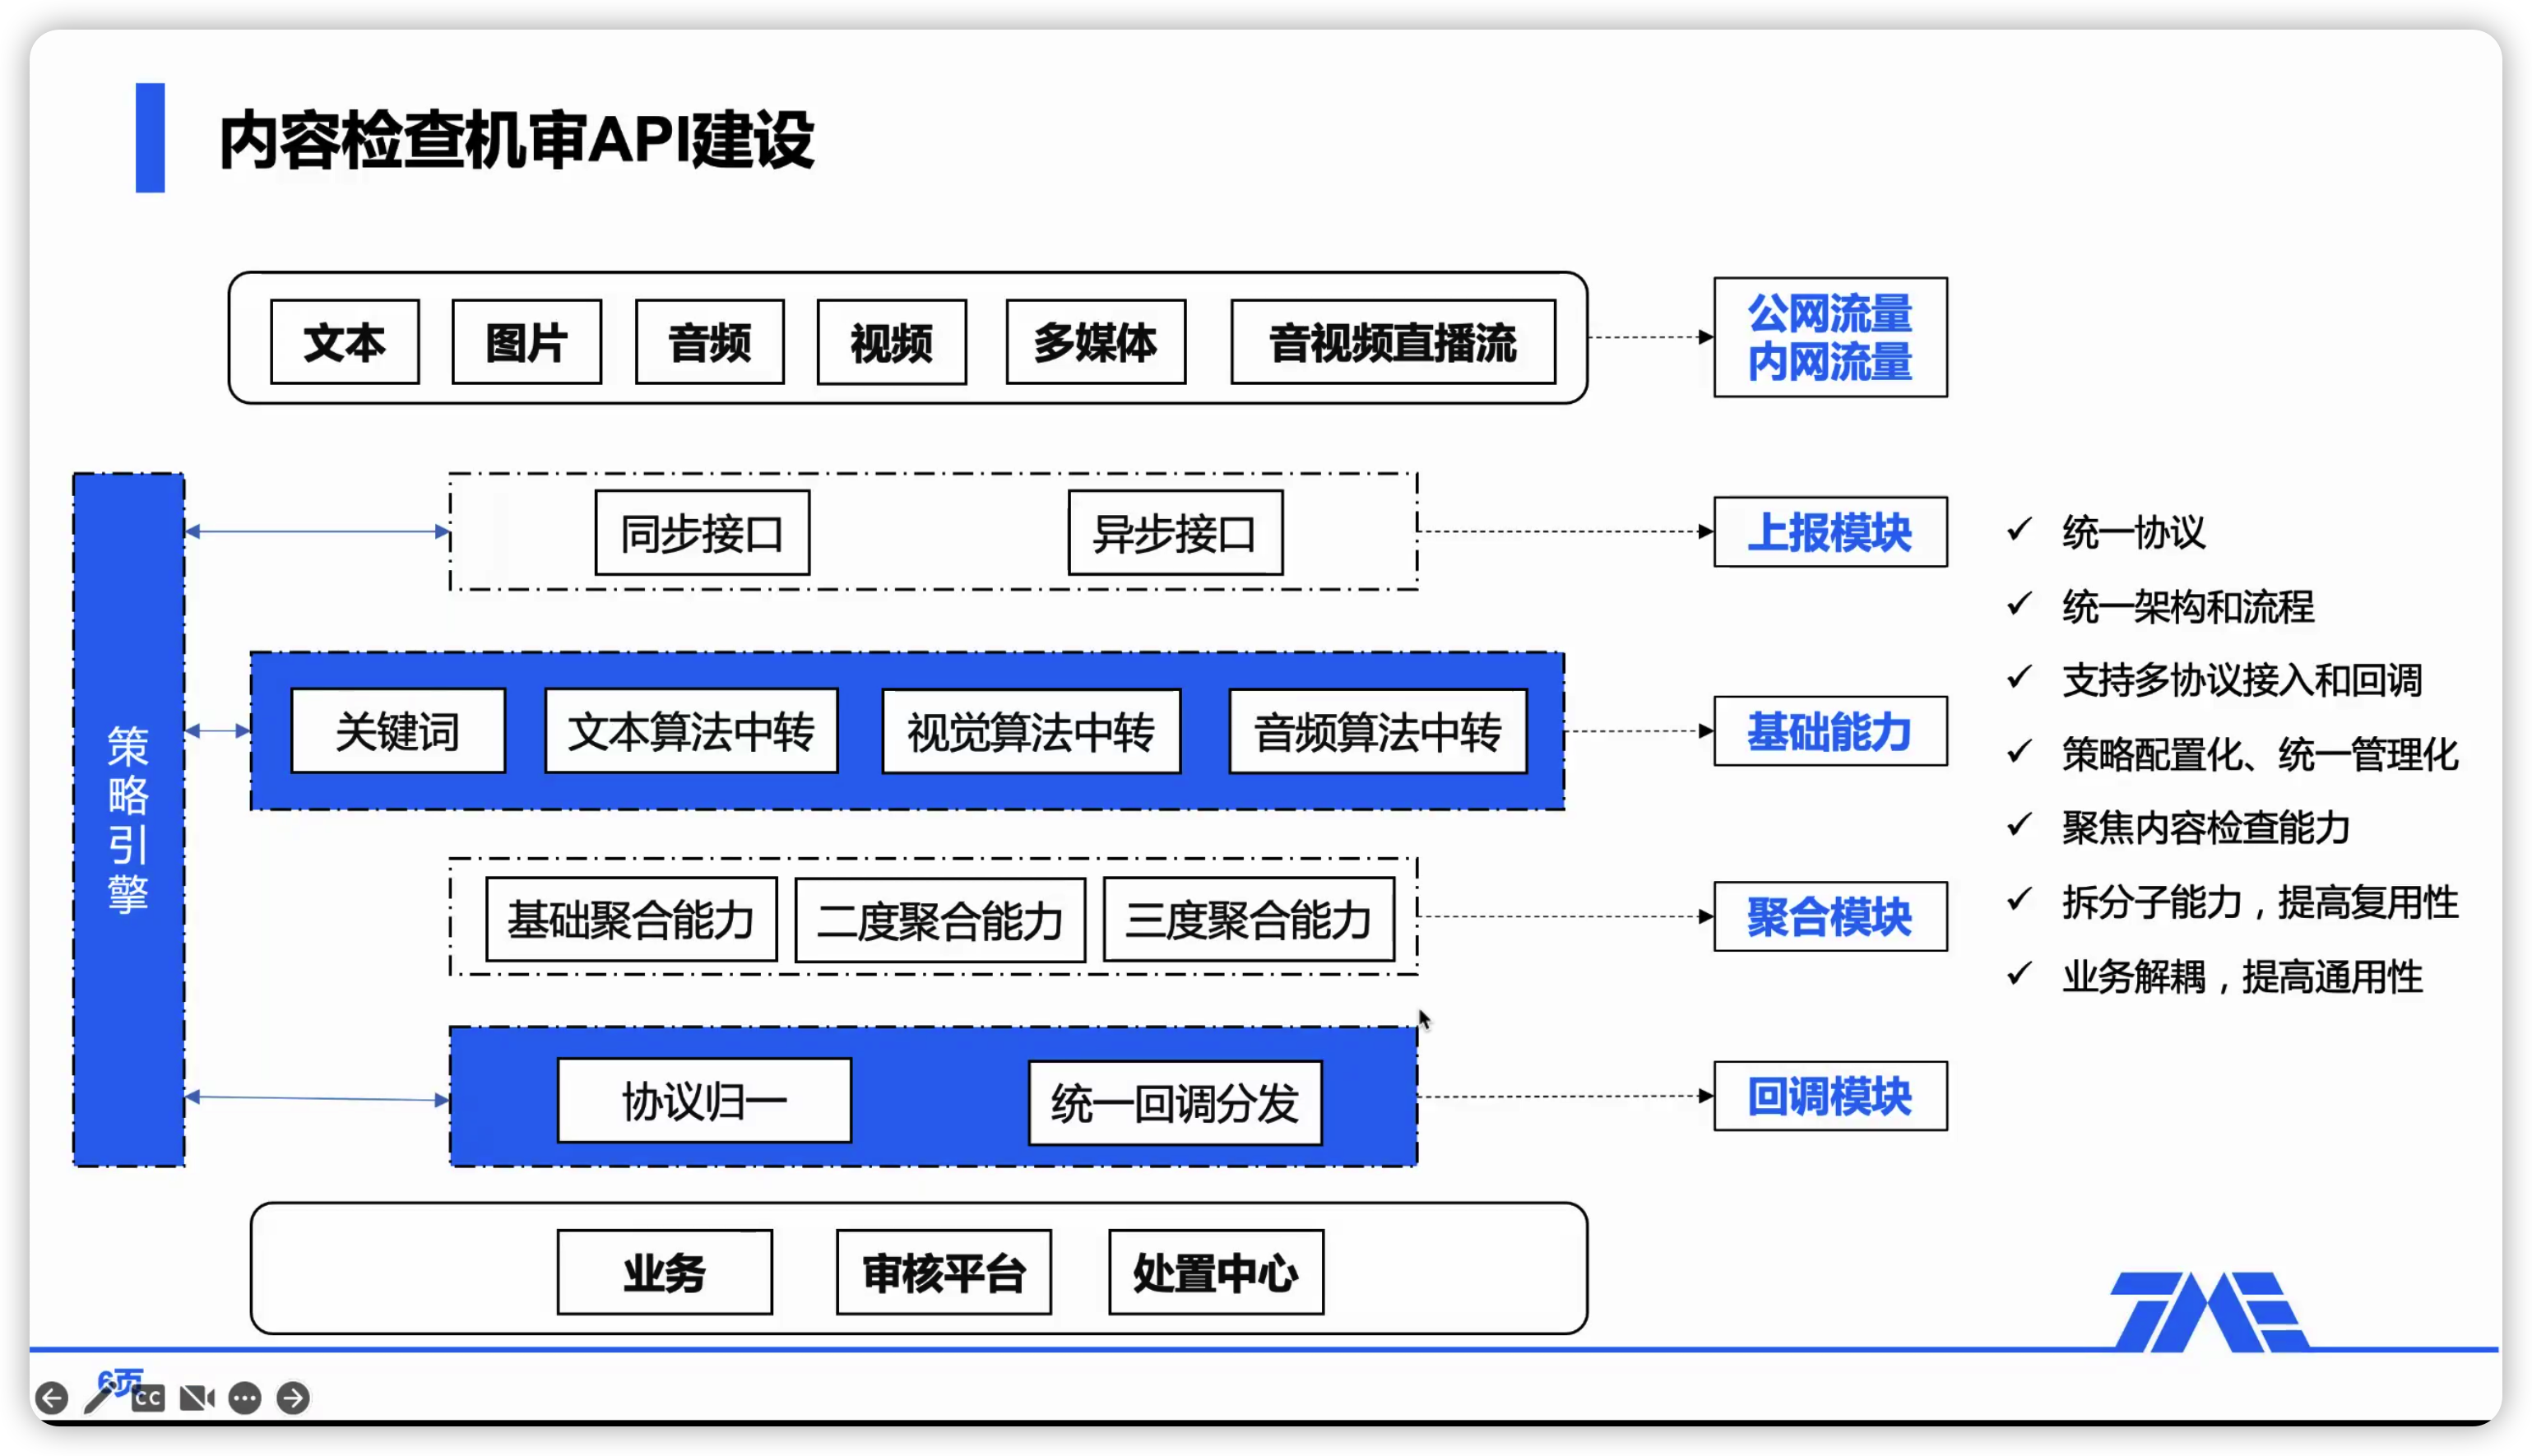 内容检查机审API建设
文本
图片
音频
视频
多媒体
音视频直播流
公网流量
内网流量
策略引擎
同步接口
异步接口
上报模块
关键词
文本算法中转
视觉算法中转
音频算法中转
基础能力
基础聚合能力
二度聚合能力
三度聚合能力
聚合模块
协议归一
统一回调分发
回调模块
✓ 统一协议
✓ 统一架构和流程
✓ 支持多协议接入和回调
✓ 策略配置化、统一管理化
✓ 聚焦内容检查能力
✓ 拆分子能力，提高复用性
✓ 业务解耦，提高通用性
业务
审核平台
处置中心
TME
6页
CC